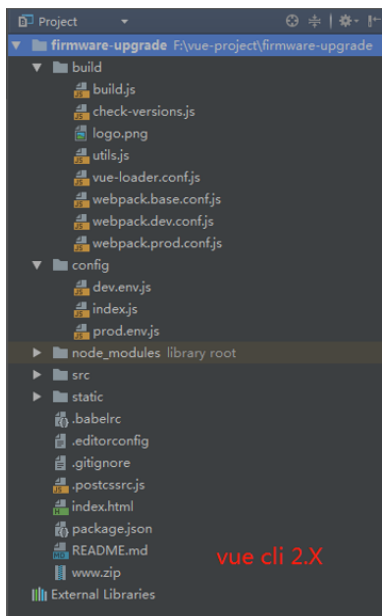 Project
firmware-upgrade F:\vue-project\firmware-upgrade
build
build.js
check-versions.js
logo.png
utils.js
vue-loader.conf.js
webpack.base.conf.js
webpack.dev.conf.js
webpack.prod.conf.js
config
dev.env.js
index.js
prod.env.js
node_modules library root
src
static
.babelrc
.editorconfig
.gitignore
.postcssrc.js
index.html
package.json
README.md
vue cli 2.X
www.zip
External Libraries